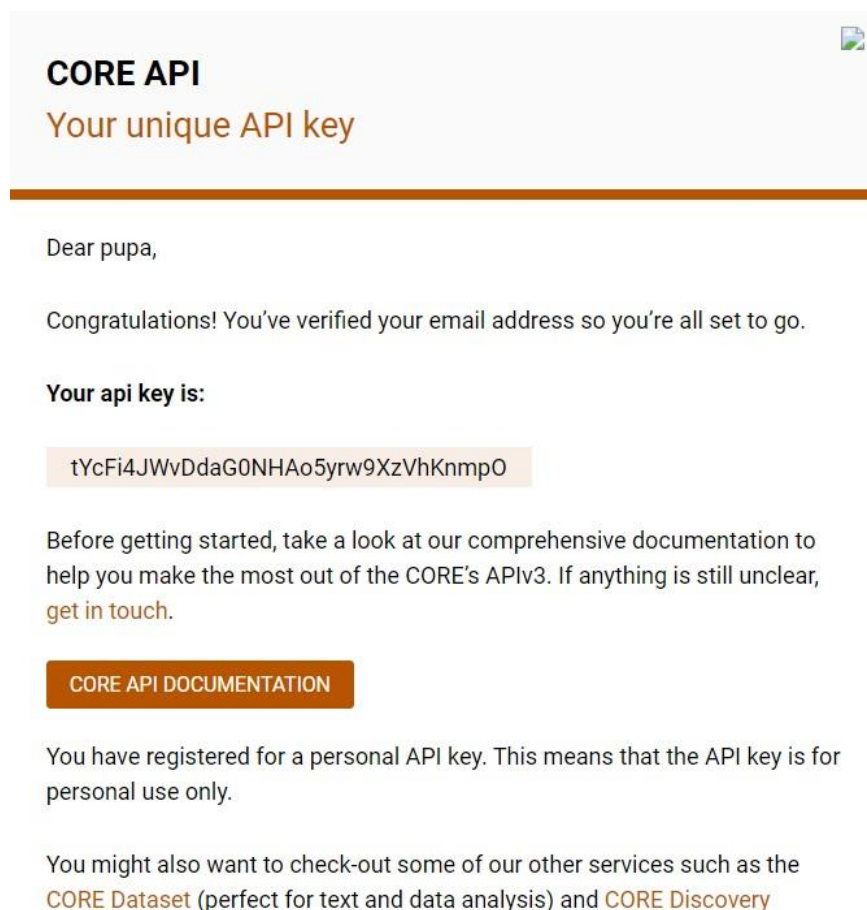 CORE API
Your unique API key
Dear pupa,
Congratulations! You’ve verified your email address so you’re all set to go.
Your api key is:
tYcFi4JWvDdaG0NHAo5yrw9XzVhKnmpO
Before getting started, take a look at our comprehensive documentation to
help you make the most out of the CORE’s APIv3. If anything is still unclear,
get in touch.
CORE API DOCUMENTATION
You have registered for a personal API key. This means that the API key is for
personal use only.
You might also want to check-out some of our other services such as the
CORE Dataset (perfect for text and data analysis) and CORE Discovery